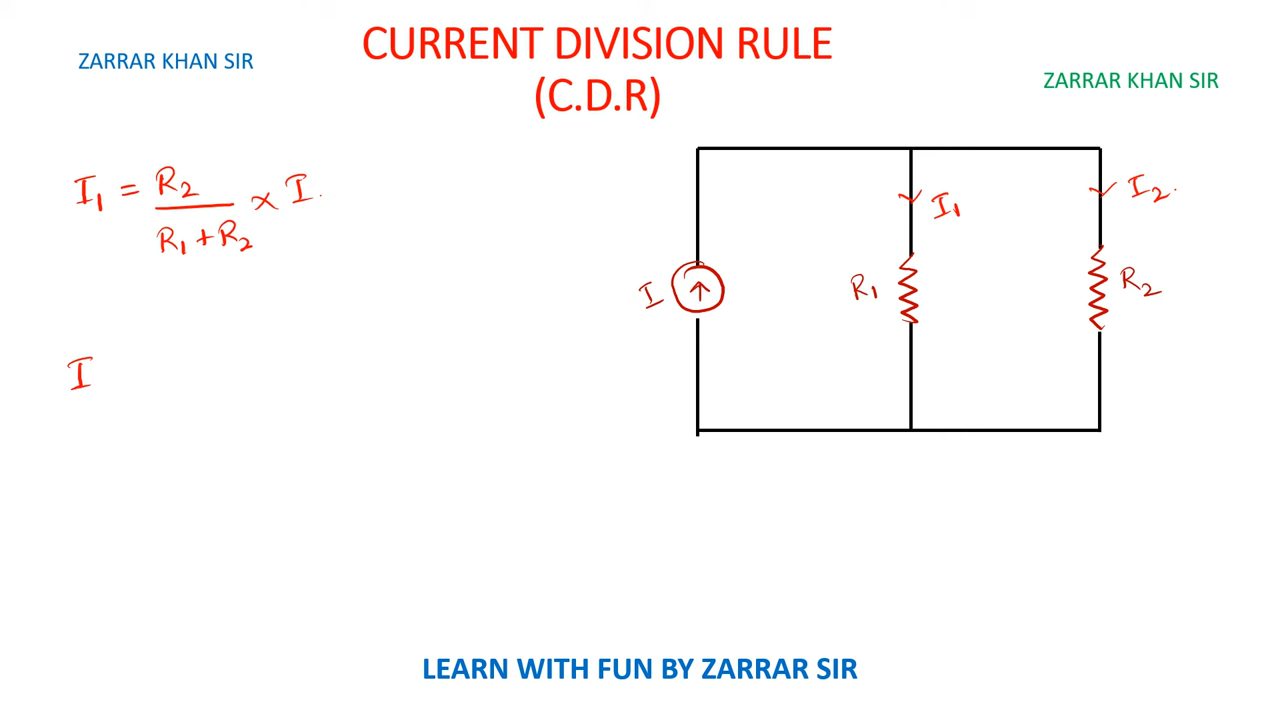 CURRENT DIVISION RULE
(C.D.R)
ZARRAR KHAN SIR
ZARRAR KHAN SIR
I₁ = R₂ / R₁ + R₂ × I
I
I
R₁
I₁
R₂
I₂
LEARN WITH FUN BY ZARRAR SIR